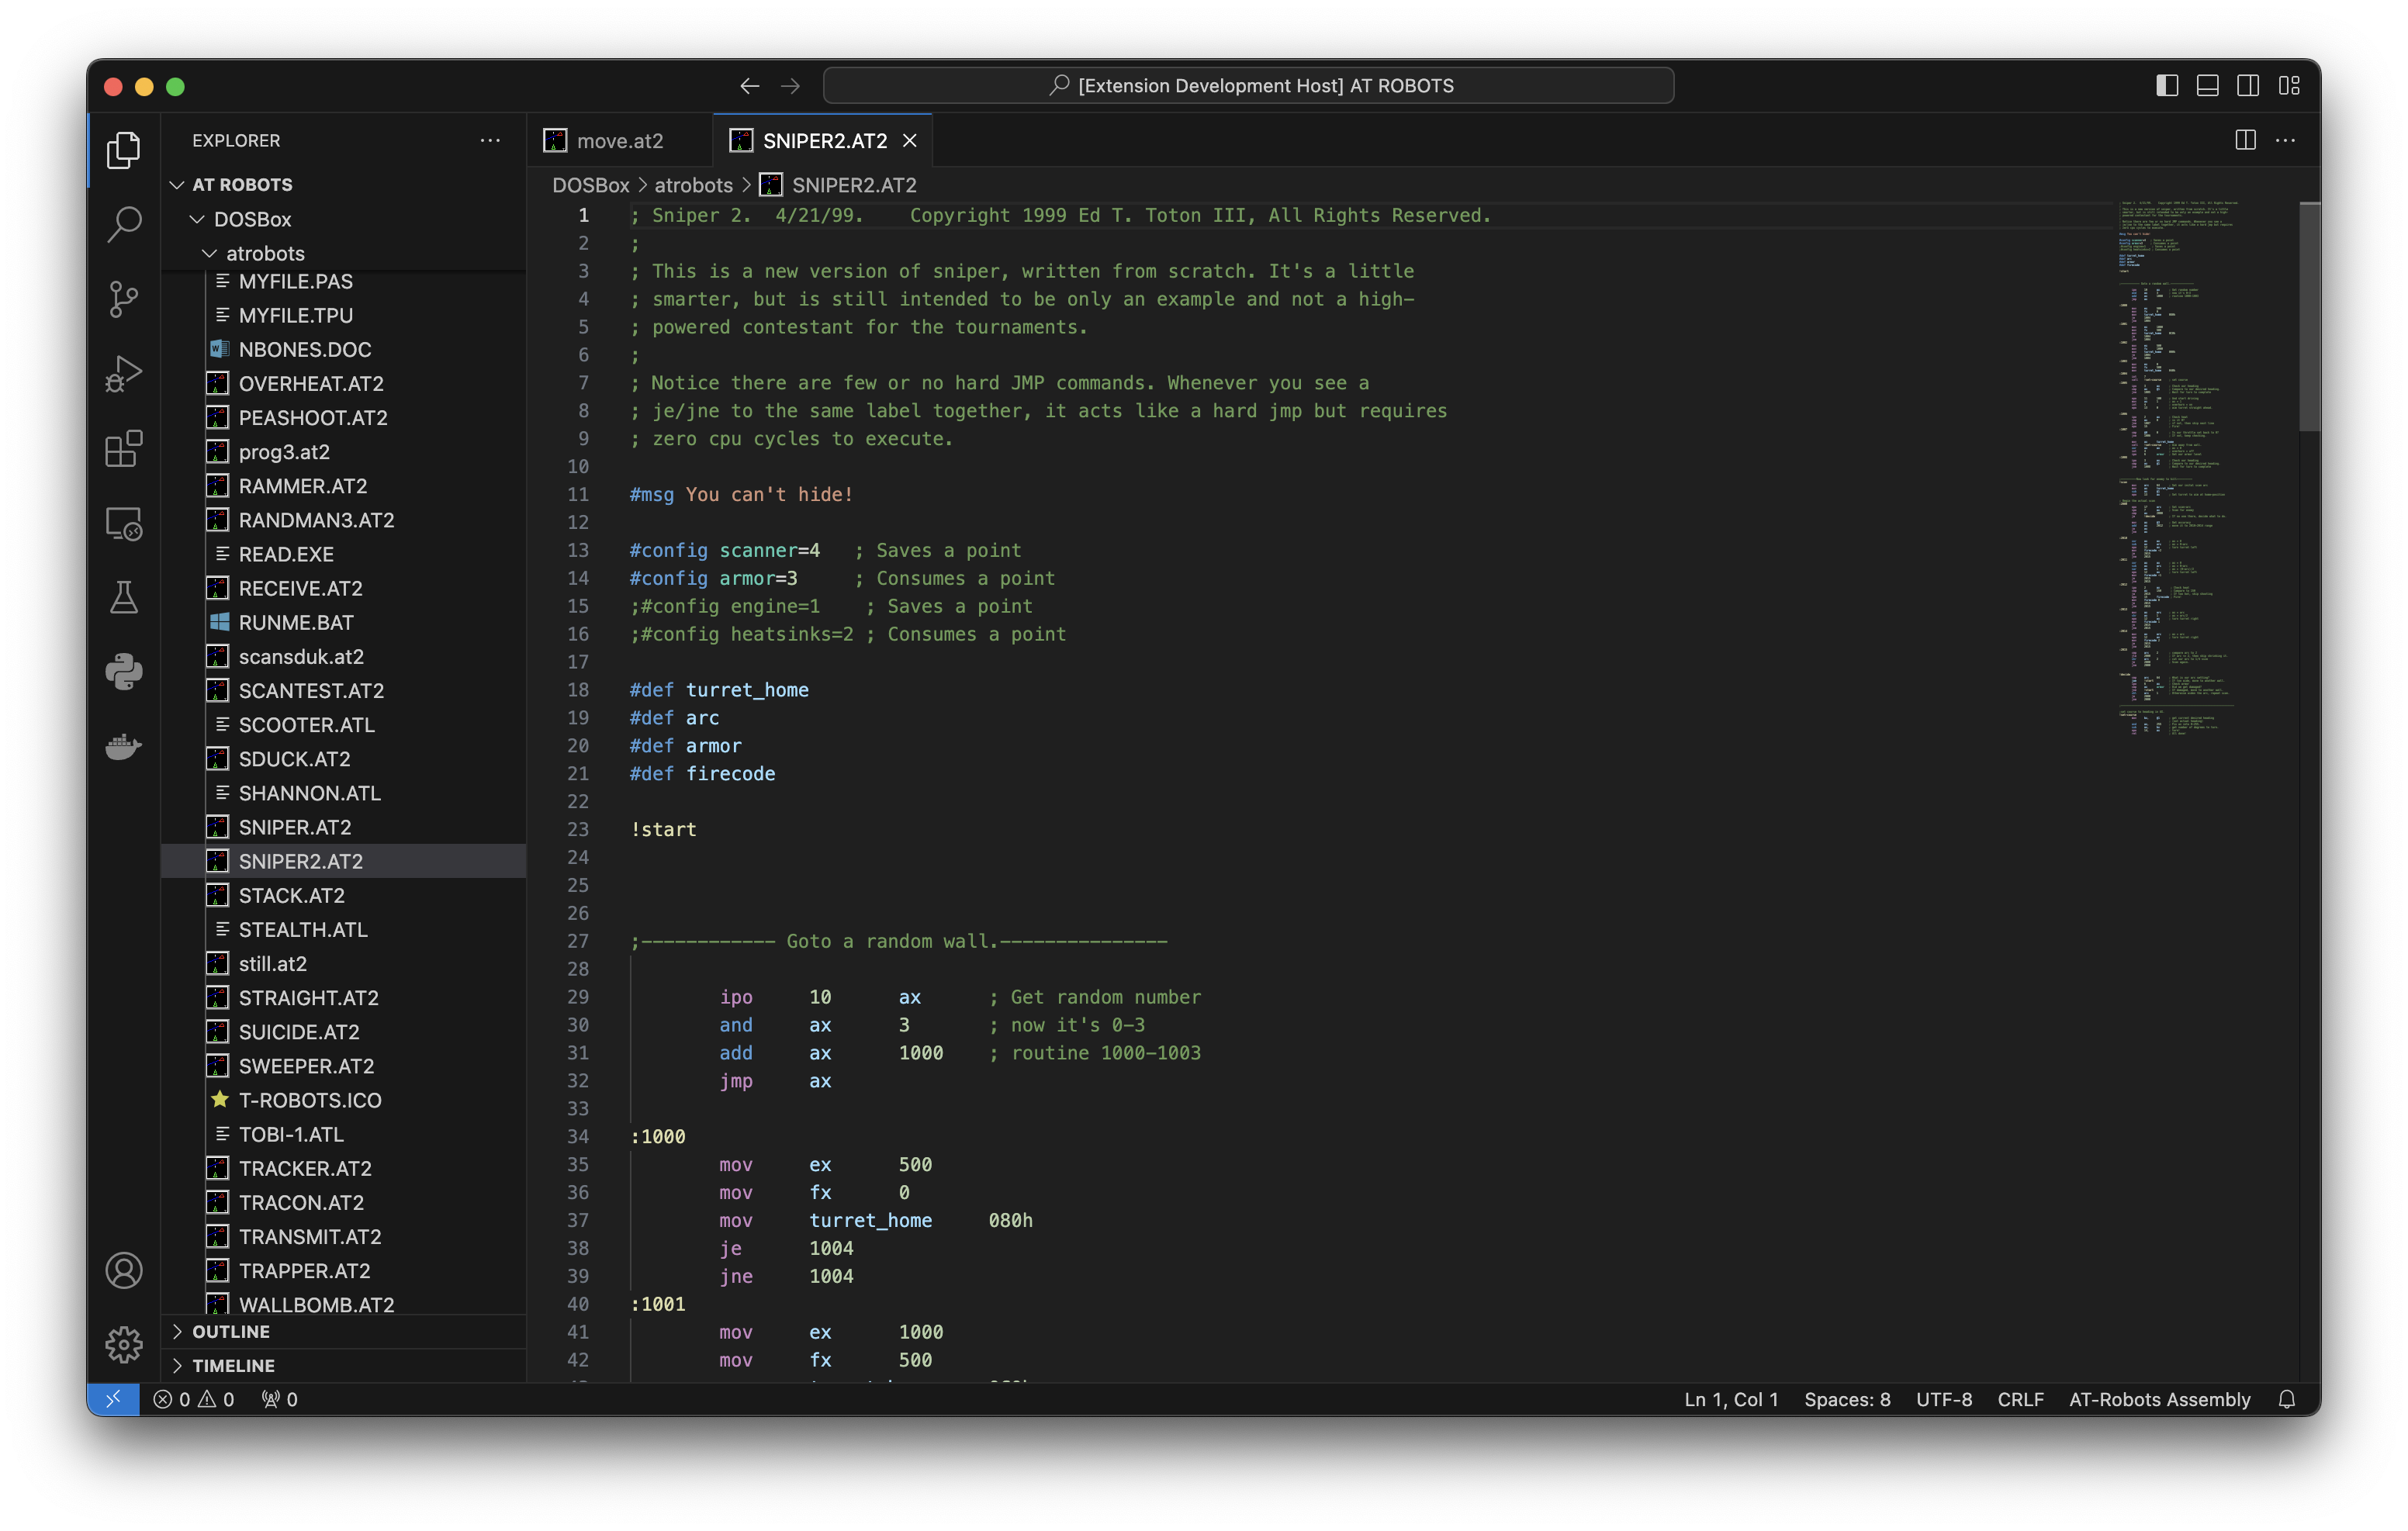 [Extension Development Host] AT ROBOTS
EXPLORER
AT ROBOTS
DOSBox
atrobots
MYFILE.PAS
MYFILE.TPU
NBONES.DOC
OVERHEAT.AT2
PEASHOOT.AT2
prog3.at2
RAMMER.AT2
RANDMAN3.AT2
READ.EXE
RECEIVE.AT2
RUNME.BAT
scansduk.at2
SCANTEST.AT2
SCOOTER.ATL
SDUCK.AT2
SHANNON.ATL
SNIPER.AT2
SNIPER2.AT2
STACK.AT2
STEALTH.ATL
still.at2
STRAIGHT.AT2
SUICIDE.AT2
SWEEPER.AT2
T-ROBOTS.ICO
TOBI-1.ATL
TRACKER.AT2
TRACON.AT2
TRANSMIT.AT2
TRAPPER.AT2
WALLBOMB.AT2
OUTLINE
TIMELINE
move.at2 SNIPER2.AT2
DOSBox > atrobots > SNIPER2.AT2
1 ; Sniper 2.  4/21/99.    Copyright 1999 Ed T. Toton III, All Rights Reserved.
2 ;
3 ; This is a new version of sniper, written from scratch. It's a little
4 ; smarter, but is still intended to be only an example and not a high-
5 ; powered contestant for the tournaments.
6 ;
7 ; Notice there are few or no hard JMP commands. Whenever you see a
8 ; je/jne to the same label together, it acts like a hard jmp but requires
9 ; zero cpu cycles to execute.
10
11 #msg You can't hide!
12
13 #config scanner=4   ; Saves a point
14 #config armor=3     ; Consumes a point
15 ;#config engine=1    ; Saves a point
16 ;#config heatsinks=2 ; Consumes a point
17
18 #def turret_home
19 #def arc
20 #def armor
21 #def firecode
22
23 !start
24
25
26
27 ;------------ Goto a random wall.---------------
28
29 ipo 10 ax ; Get random number
30 and ax 3 ; now it's 0-3
31 add ax 1000 ; routine 1000-1003
32 jmp ax
33
34 :1000
35 mov ex 500
36 mov fx 0
37 mov turret_home 080h
38 je 1004
39 jne 1004
40 :1001
41 mov ex 1000
42 mov fx 500
0 0 0
Ln 1, Col 1 Spaces: 8 UTF-8 CRLF AT-Robots Assembly